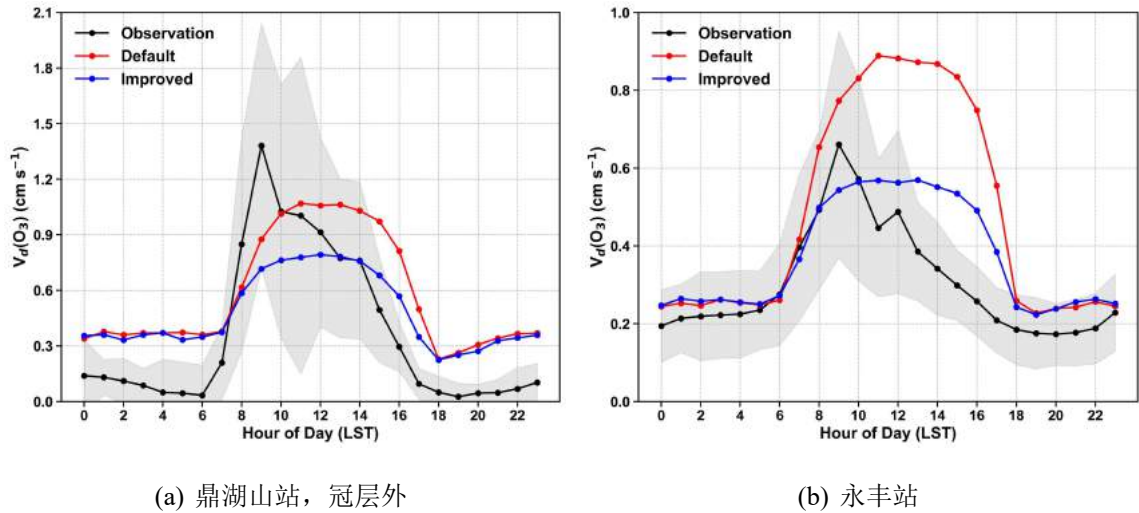 2.1
1.8
1.5
1.2
0.9
0.6
0.3
0.0
V_d(O₃) (cm s⁻¹)
Observation
Default
Improved
0 2 4 6 8 10 12 14 16 18 20 22
Hour of Day (LST)
(a) 鼎湖山站，冠层外
1.0
0.8
0.6
0.4
0.2
0.0
V_d(O₃) (cm s⁻¹)
Observation
Default
Improved
0 2 4 6 8 10 12 14 16 18 20 22
Hour of Day (LST)
(b) 永丰站